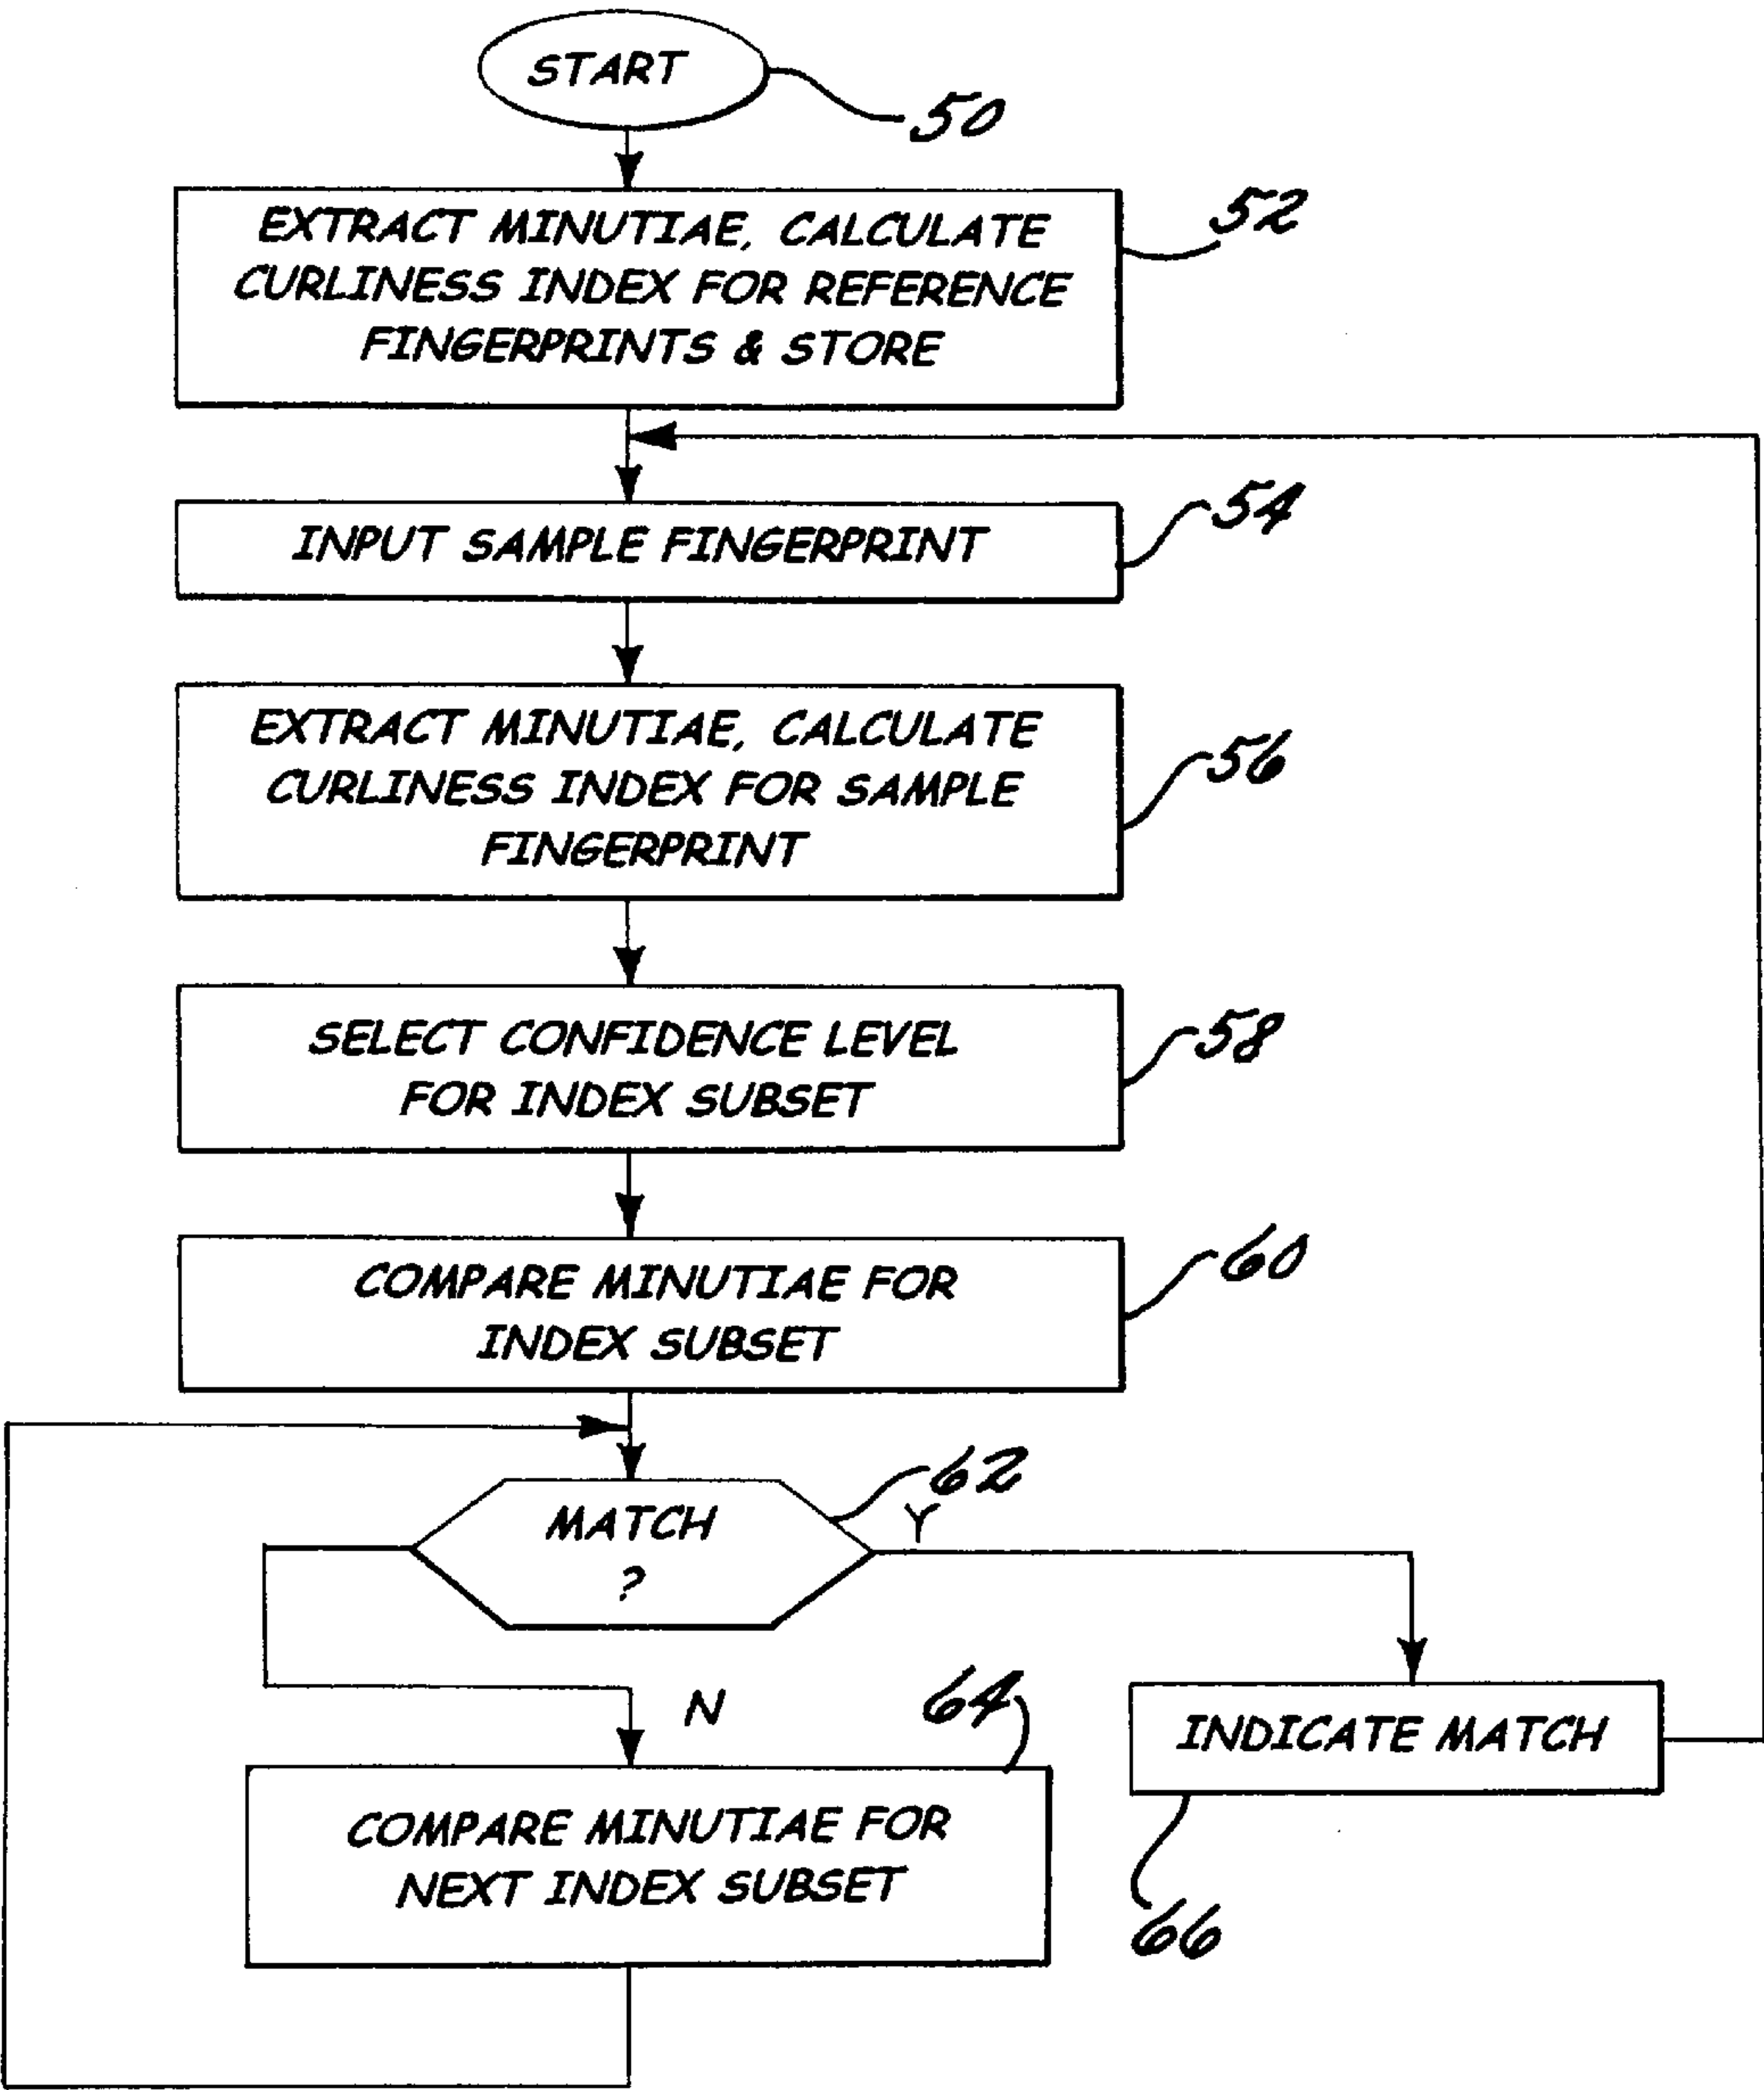 START
50
EXTRACT MINUTIAE, CALCULATE
CURLINESS INDEX FOR REFERENCE
FINGERPRINTS & STORE
52
INPUT SAMPLE FINGERPRINT
54
EXTRACT MINUTIAE, CALCULATE
CURLINESS INDEX FOR SAMPLE
FINGERPRINT
56
SELECT CONFIDENCE LEVEL
FOR INDEX SUBSET
58
COMPARE MINUTIAE FOR
INDEX SUBSET
60
MATCH
?
62
Y
N
64
COMPARE MINUTIAE FOR
NEXT INDEX SUBSET
INDICATE MATCH
66